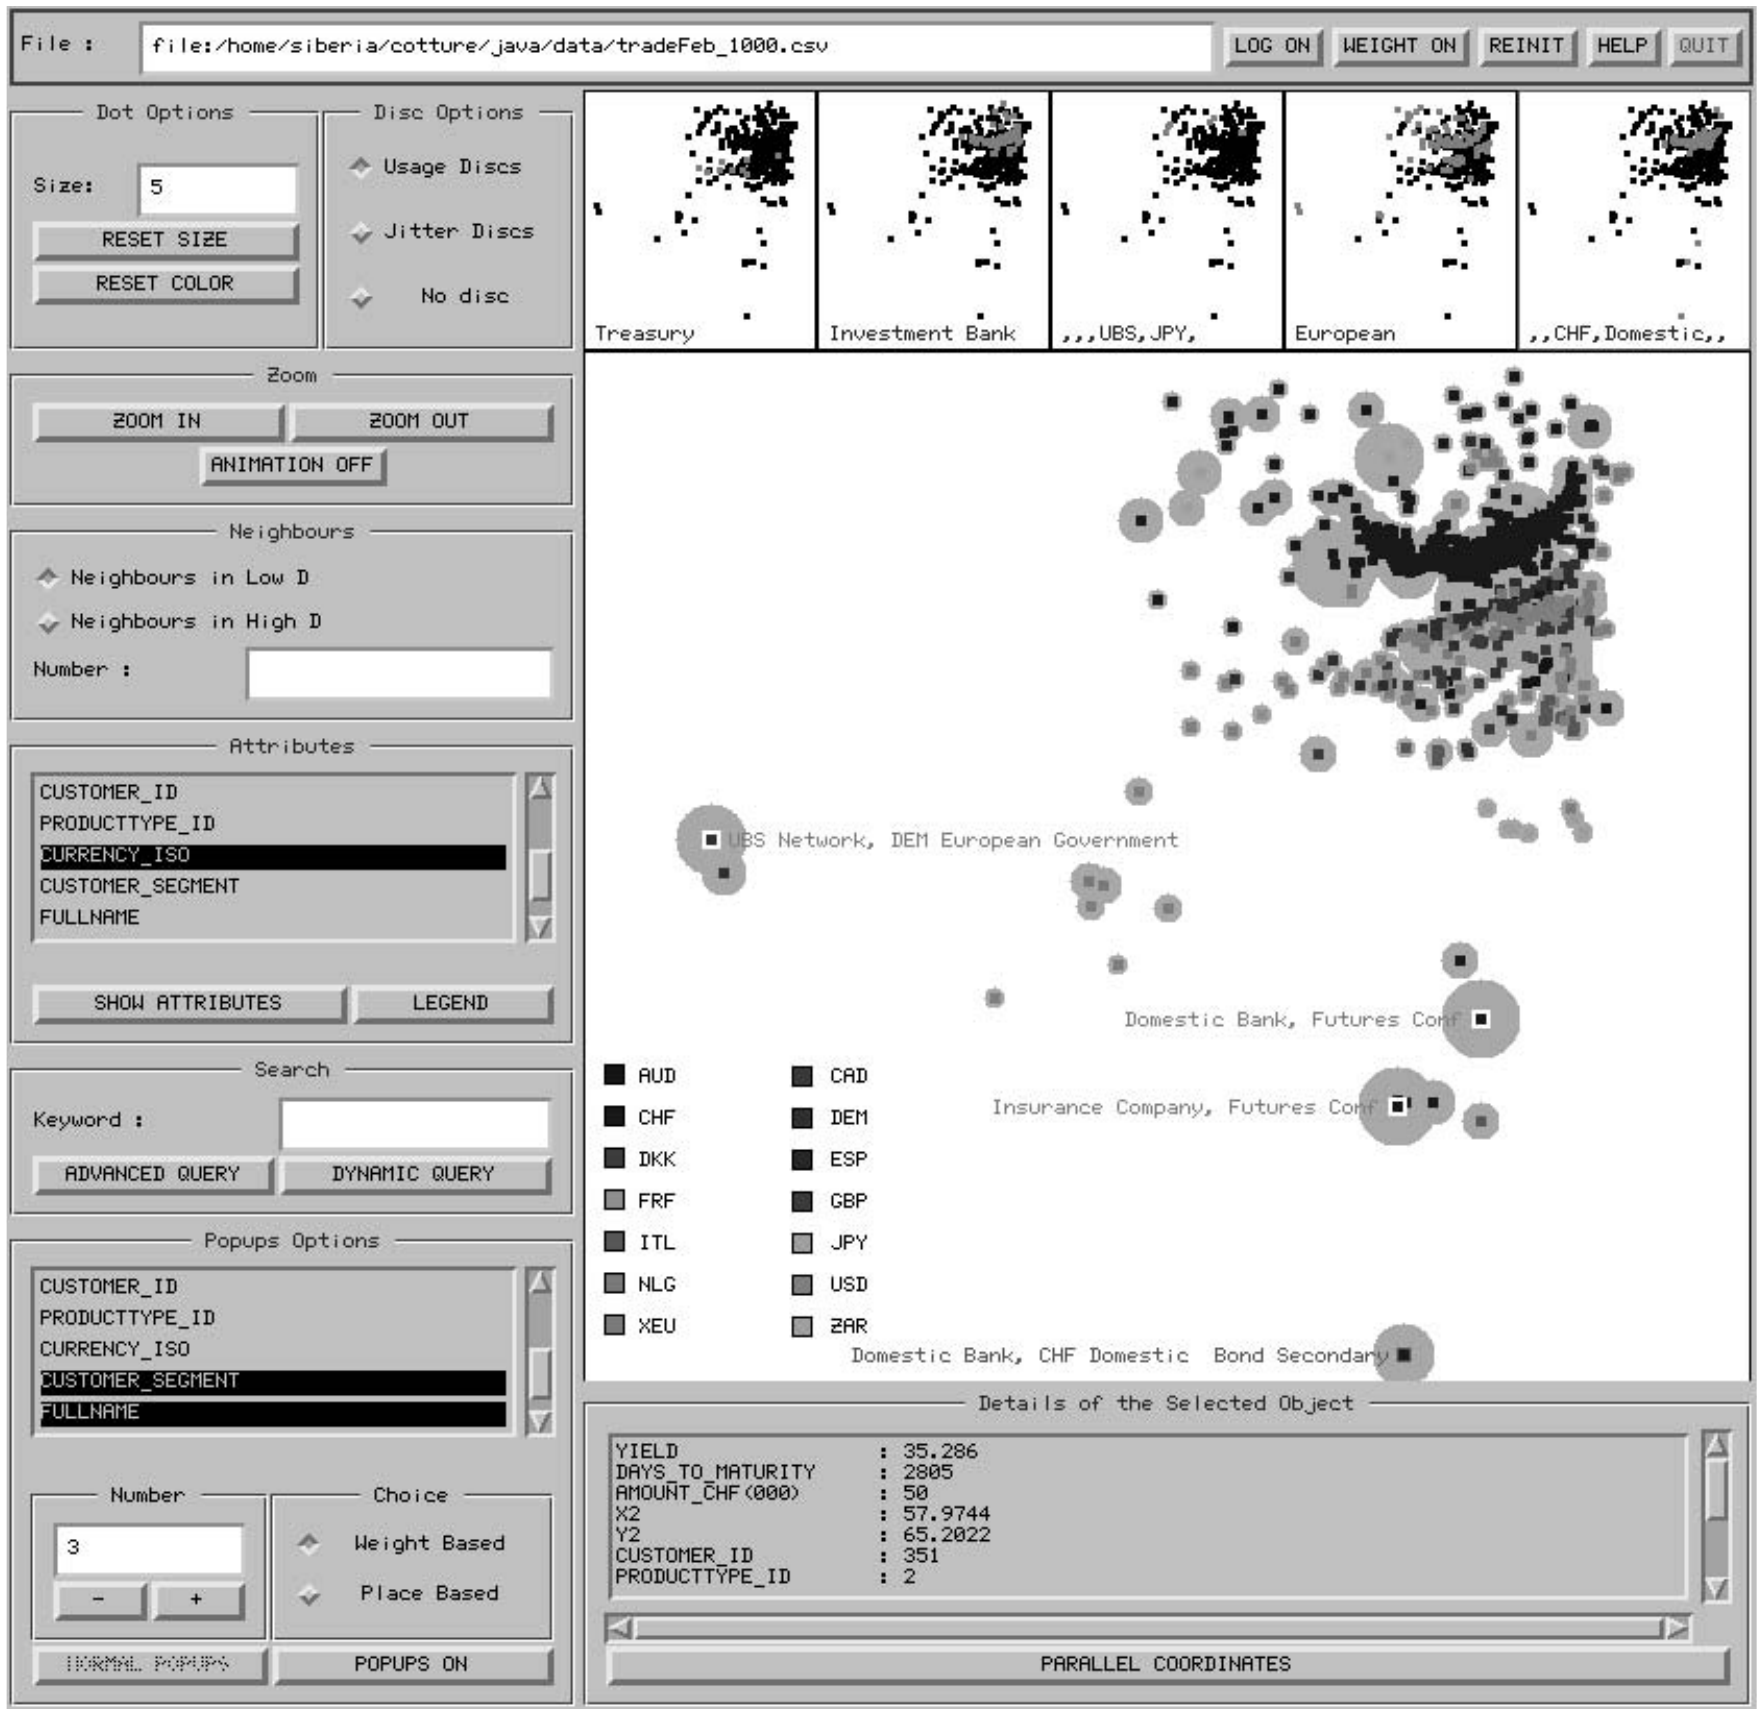 File :
file:/home/siberia/cotture/java/data/tradeFeb_1000.csv
LOG ON
WEIGHT ON
REINIT
HELP
QUIT
Dot Options
Size:
5
RESET SIZE
RESET COLOR
Disc Options
Usage Discs
Jitter Discs
No disc
Zoom
ZOOM IN
ZOOM OUT
ANIMATION OFF
Neighbours
Neighbours in Low D
Neighbours in High D
Number :
Attributes
CUSTOMER_ID
PRODUCTTYPE_ID
CURRENCY_ISO
CUSTOMER_SEGMENT
FULLNAME
SHOW ATTRIBUTES
LEGEND
Search
Keyword :
ADVANCED QUERY
DYNAMIC QUERY
Popups Options
CUSTOMER_ID
PRODUCTTYPE_ID
CURRENCY_ISO
CUSTOMER_SEGMENT
FULLNAME
Number
3
-
+
Choice
Weight Based
Place Based
NORMAL POPUPS
POPUPS ON
Treasury
Investment Bank
,,,UBS,JPY,
European
,,CHF,Domestic,,
UBS Network, DEM European Government
Domestic Bank, Futures Conf
Insurance Company, Futures Conf
AUD
CAD
CHF
DEM
DKK
ESP
FRF
GBP
ITL
JPY
NLG
USD
XEU
ZAR
Domestic Bank, CHF Domestic  Bond Secondary
Details of the Selected Object
YIELD : 35.286
DAYS_TO_MATURITY : 2805
AMOUNT_CHF(000) : 50
X2 : 57.9744
Y2 : 65.2022
CUSTOMER_ID : 351
PRODUCTTYPE_ID : 2
PARALLEL COORDINATES